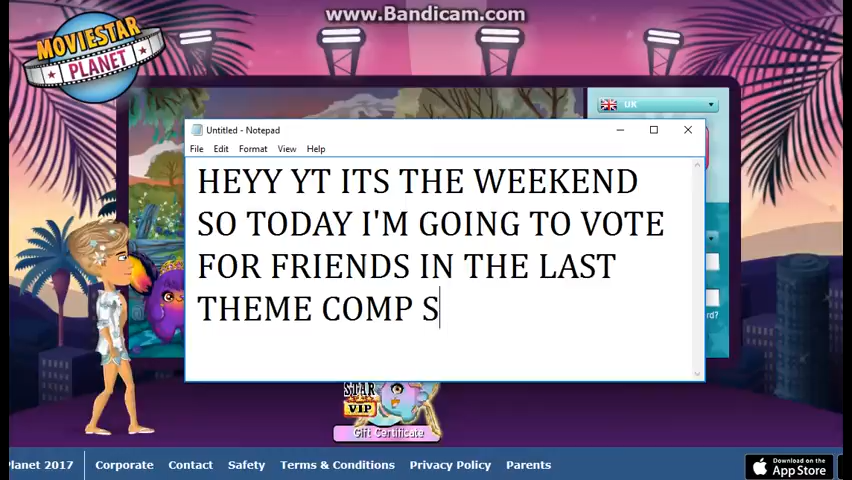 www.Bandicam.com
MOVIESTAR
PLANET
UK
Untitled - Notepad
File Edit Format View Help
HEYY YT ITS THE WEEKEND
SO TODAY I'M GOING TO VOTE
FOR FRIENDS IN THE LAST
THEME COMP S
rd?
STAR
VIP
Gift Certificate
Planet 2017 Corporate Contact Safety Terms & Conditions Privacy Policy Parents
Download on the
App Store